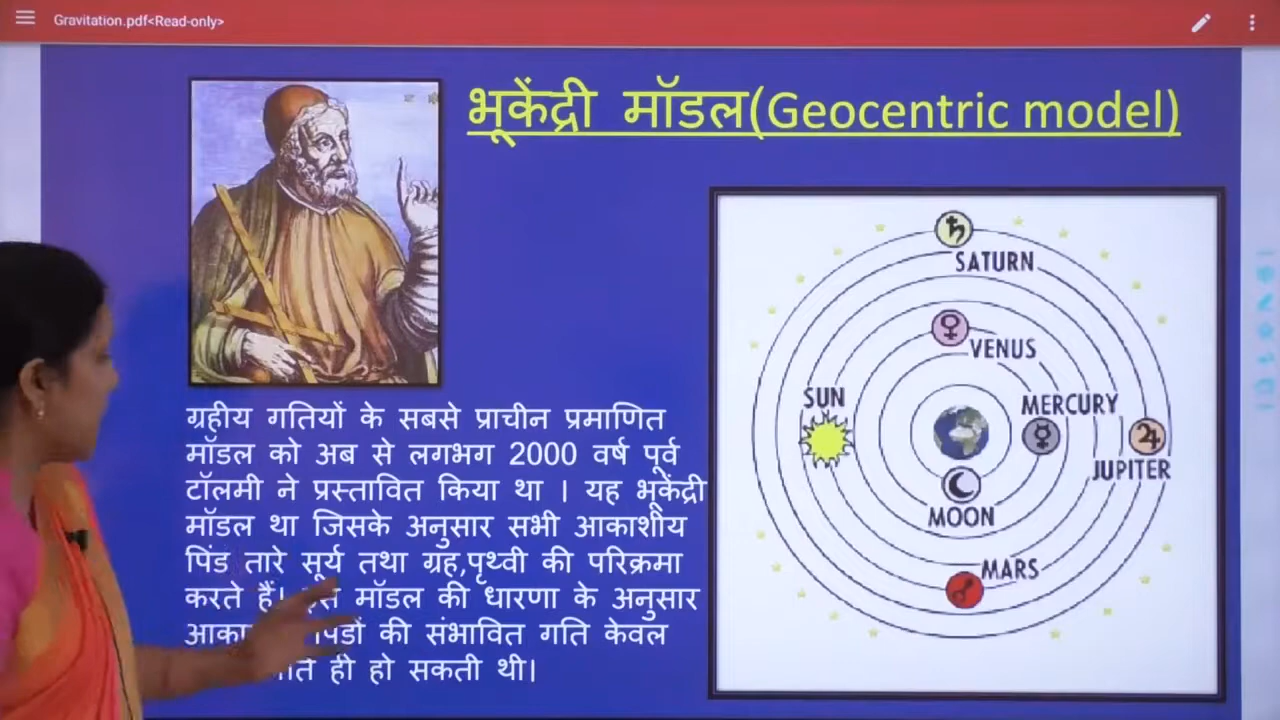 Gravitation.pdf<Read-only>
भूकेंद्री मॉडल(Geocentric model)
ग्रहीय गतियों के सबसे प्राचीन प्रमाणित
मॉडल को अब से लगभग 2000 वर्ष पूर्व
टॉलमी ने प्रस्तावित किया था । यह भूकेंद्री
मॉडल था जिसके अनुसार सभी आकाशीय
पिंड तारे सूर्य तथा ग्रह,पृथ्वी की परिक्रमा
करते हैं। मॉडल की धारणा के अनुसार
की संभावित गति केवल
ही हो सकती थी।
SATURN
VENUS
SUN
MERCURY
JUPITER
MOON
MARS